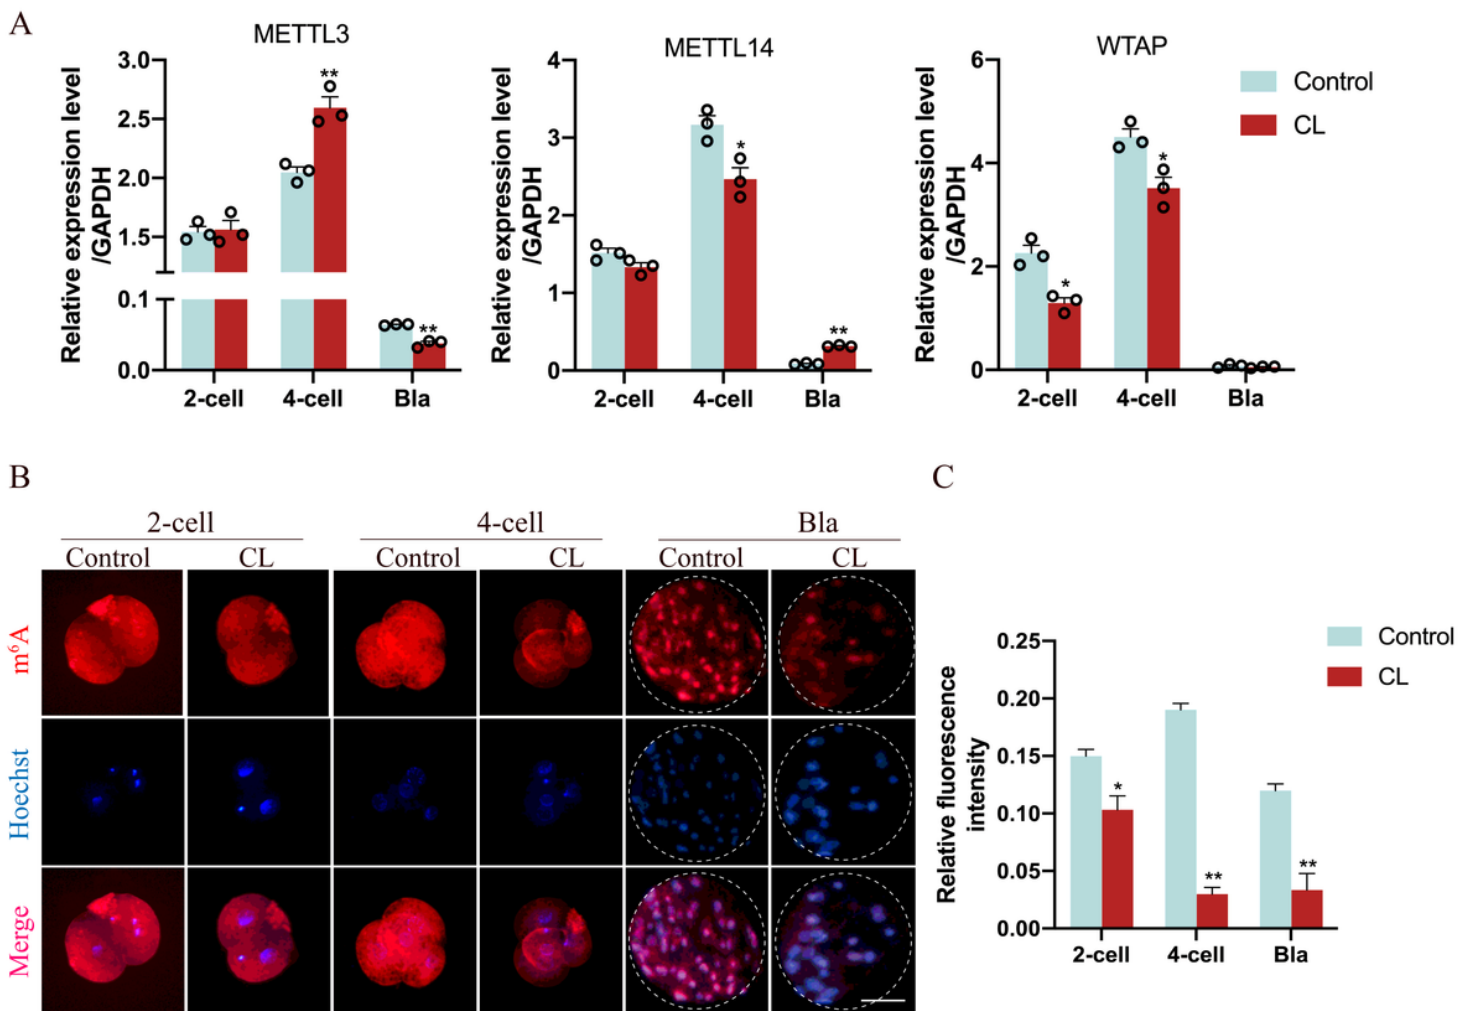 A
METTL3
Relative expression level
/GAPDH
3.0
2.5
2.0
1.5
0.1
0.0
**
**
2-cell
4-cell
Bla
METTL14
Relative expression level
/GAPDH
4
3
2
1
0
*
**
2-cell
4-cell
Bla
WTAP
Relative expression level
/GAPDH
6
4
2
0
*
*
2-cell
4-cell
Bla
Control
CL
B
2-cell
4-cell
Bla
Control
CL
Control
CL
Control
CL
m⁶A
Hoechst
Merge
C
Relative fluorescence
intensity
0.25
0.20
0.15
0.10
0.05
0.00
*
**
**
2-cell
4-cell
Bla
Control
CL